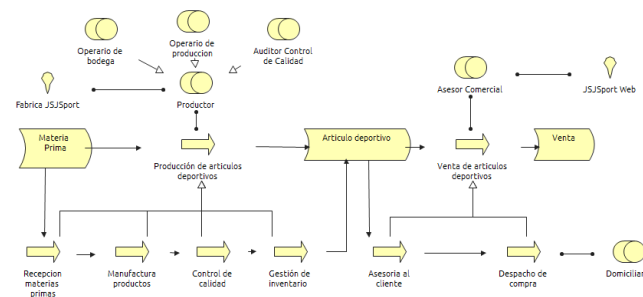 Operario de
bodega
Operario de
produccion
Auditor Control
de Calidad
Fabrica JSJSport
Productor
Asesor Comercial
JSJSport Web
Materia
Prima
Producción de articulos
deportivos
Articulo deportivo
Venta de articulos
deportivos
Venta
Recepcion
materias
primas
Manufactura
productos
Control de
calidad
Gestión de
inventario
Asesoria al
cliente
Despacho de
compra
Domicilia